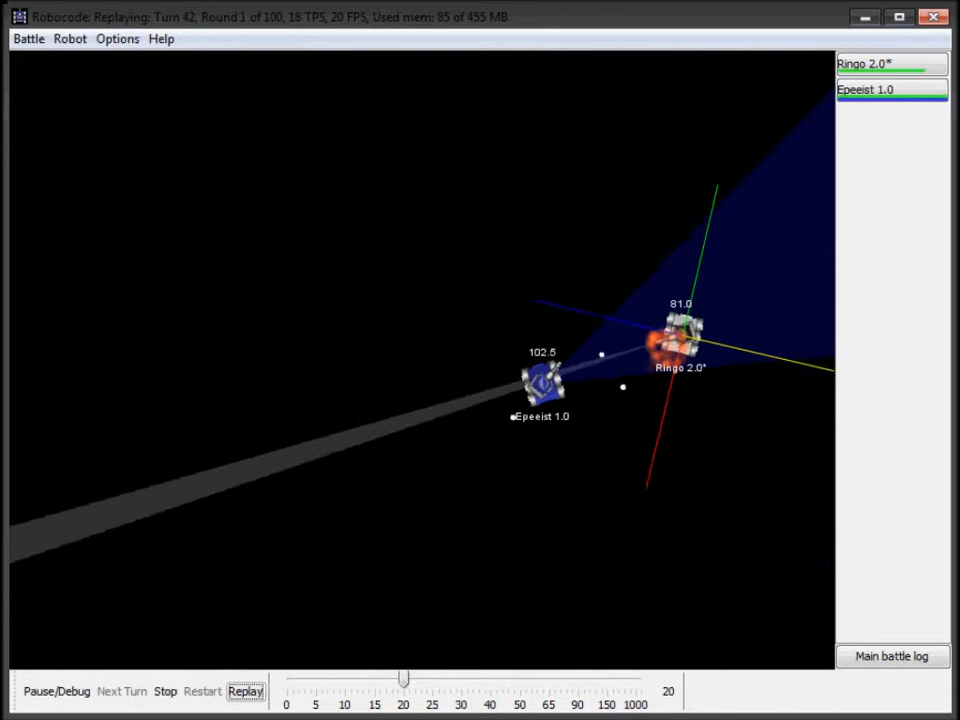 Robocode: Replaying: Turn 42, Round 1 of 100, 18 TPS, 20 FPS, Used mem: 85 of 455 MB
Battle Robot Options Help
Ringo 2.0*
Epeeist 1.0
81.0
102.5
Ringo 2.0*
Epeeist 1.0
Main battle log
Pause/Debug Next Turn Stop Restart Replay 20
0 5 10 15 20 25 30 40 50 65 90 150 1000